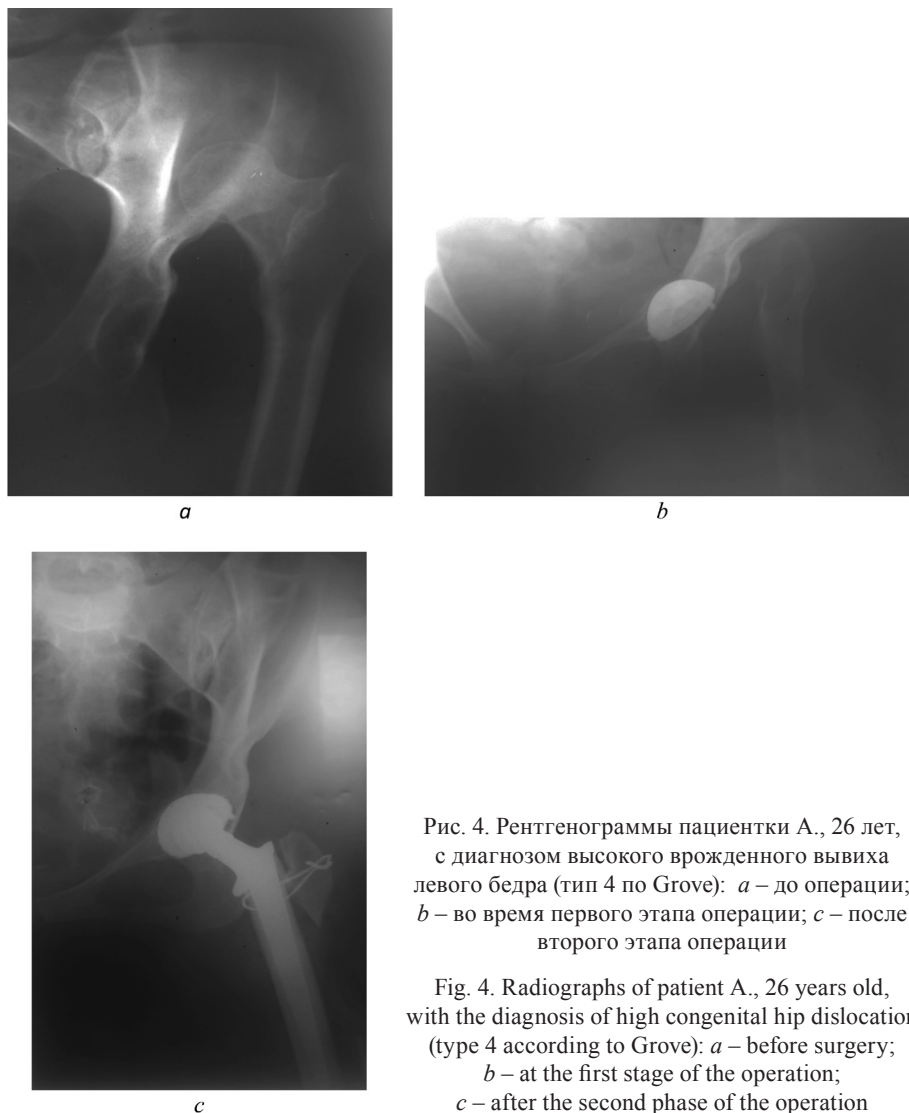 a
b
c
Рис. 4. Рентгенограммы пациентки А., 26 лет,
с диагнозом высокого врожденного вывиха
левого бедра (тип 4 по Grove): a – до операции;
b – во время первого этапа операции; c – после
второго этапа операции
Fig. 4. Radiographs of patient A., 26 years old,
with the diagnosis of high congenital hip dislocation
(type 4 according to Grove): a – before surgery;
b – at the first stage of the operation;
c – after the second phase of the operation